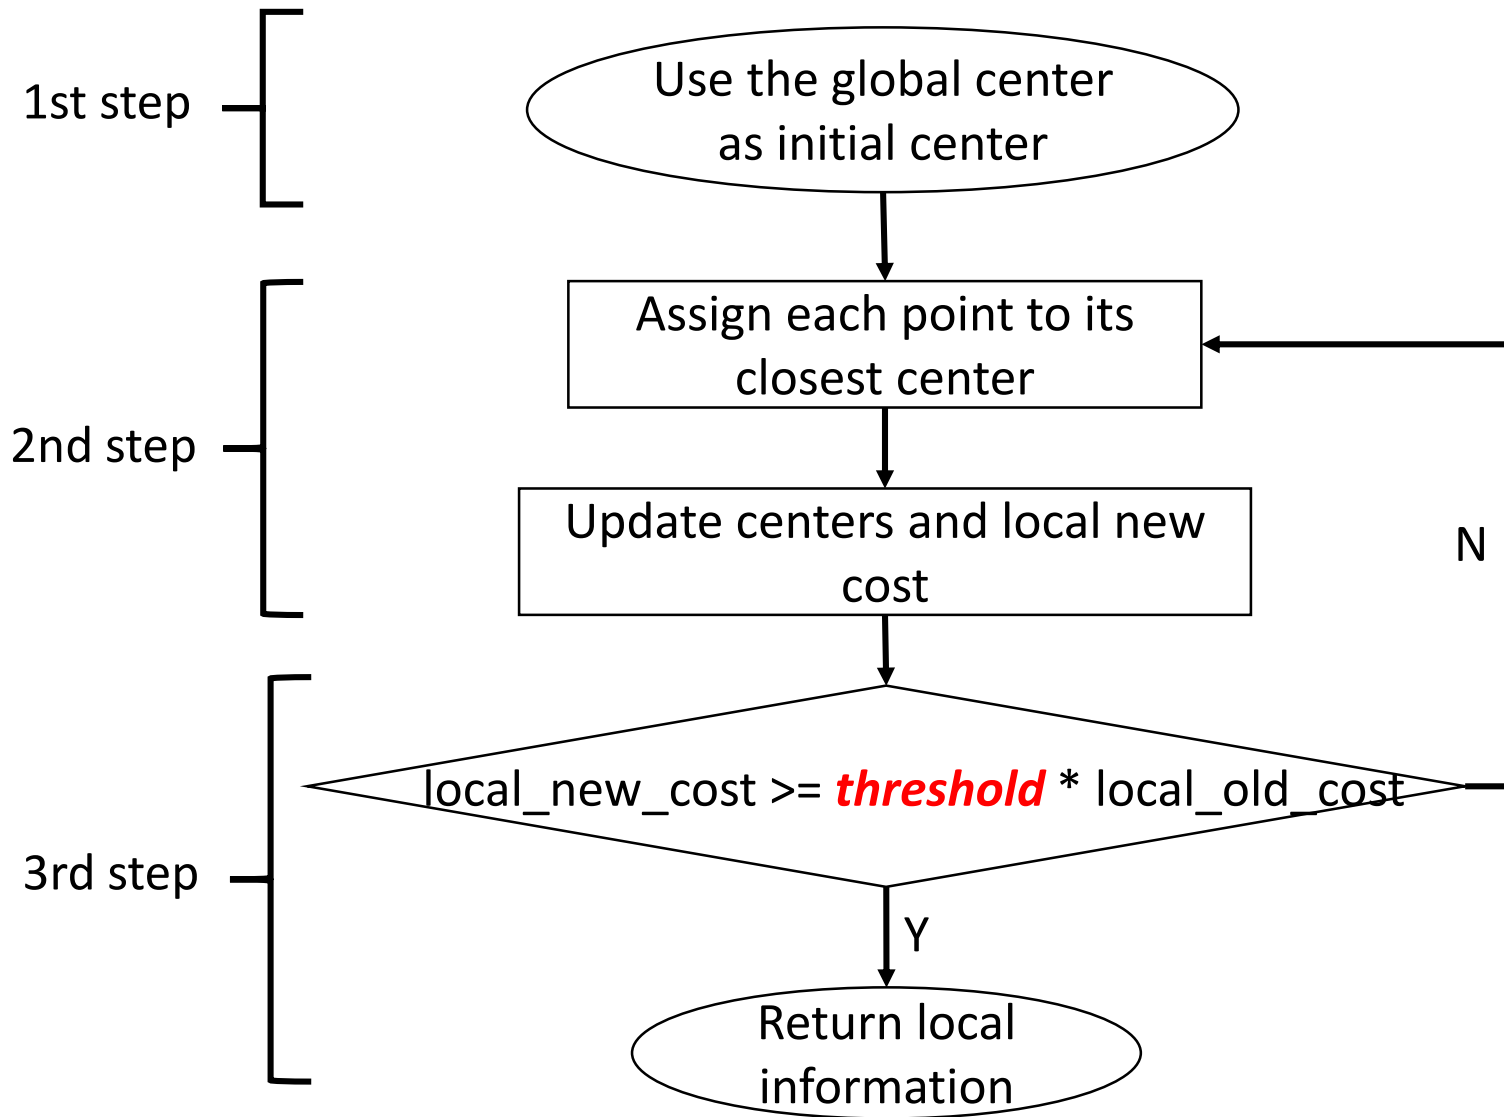 1st step
Use the global center
as initial center
2nd step
Assign each point to its
closest center
Update centers and local new
cost
N
3rd step
local_new_cost >= threshold * local_old_cost
Y
Return local
information